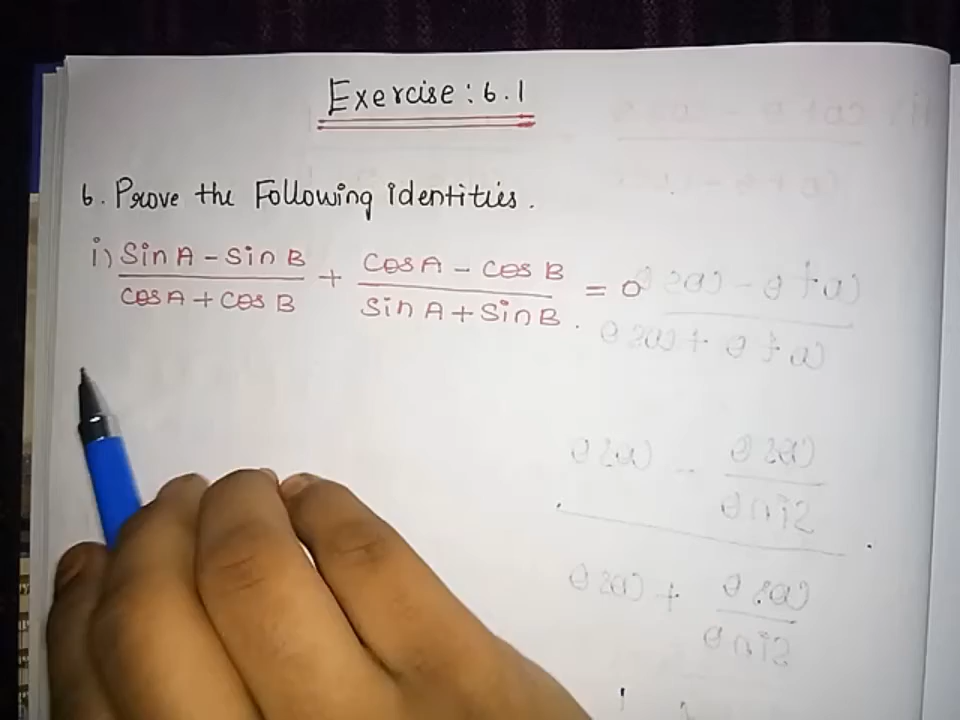 Exercise: 6.1
6. Prove the Following identities.
i) Sin A - Sin B / Cos A + Cos B + Cos A - Cos B / Sin A + Sin B = 0